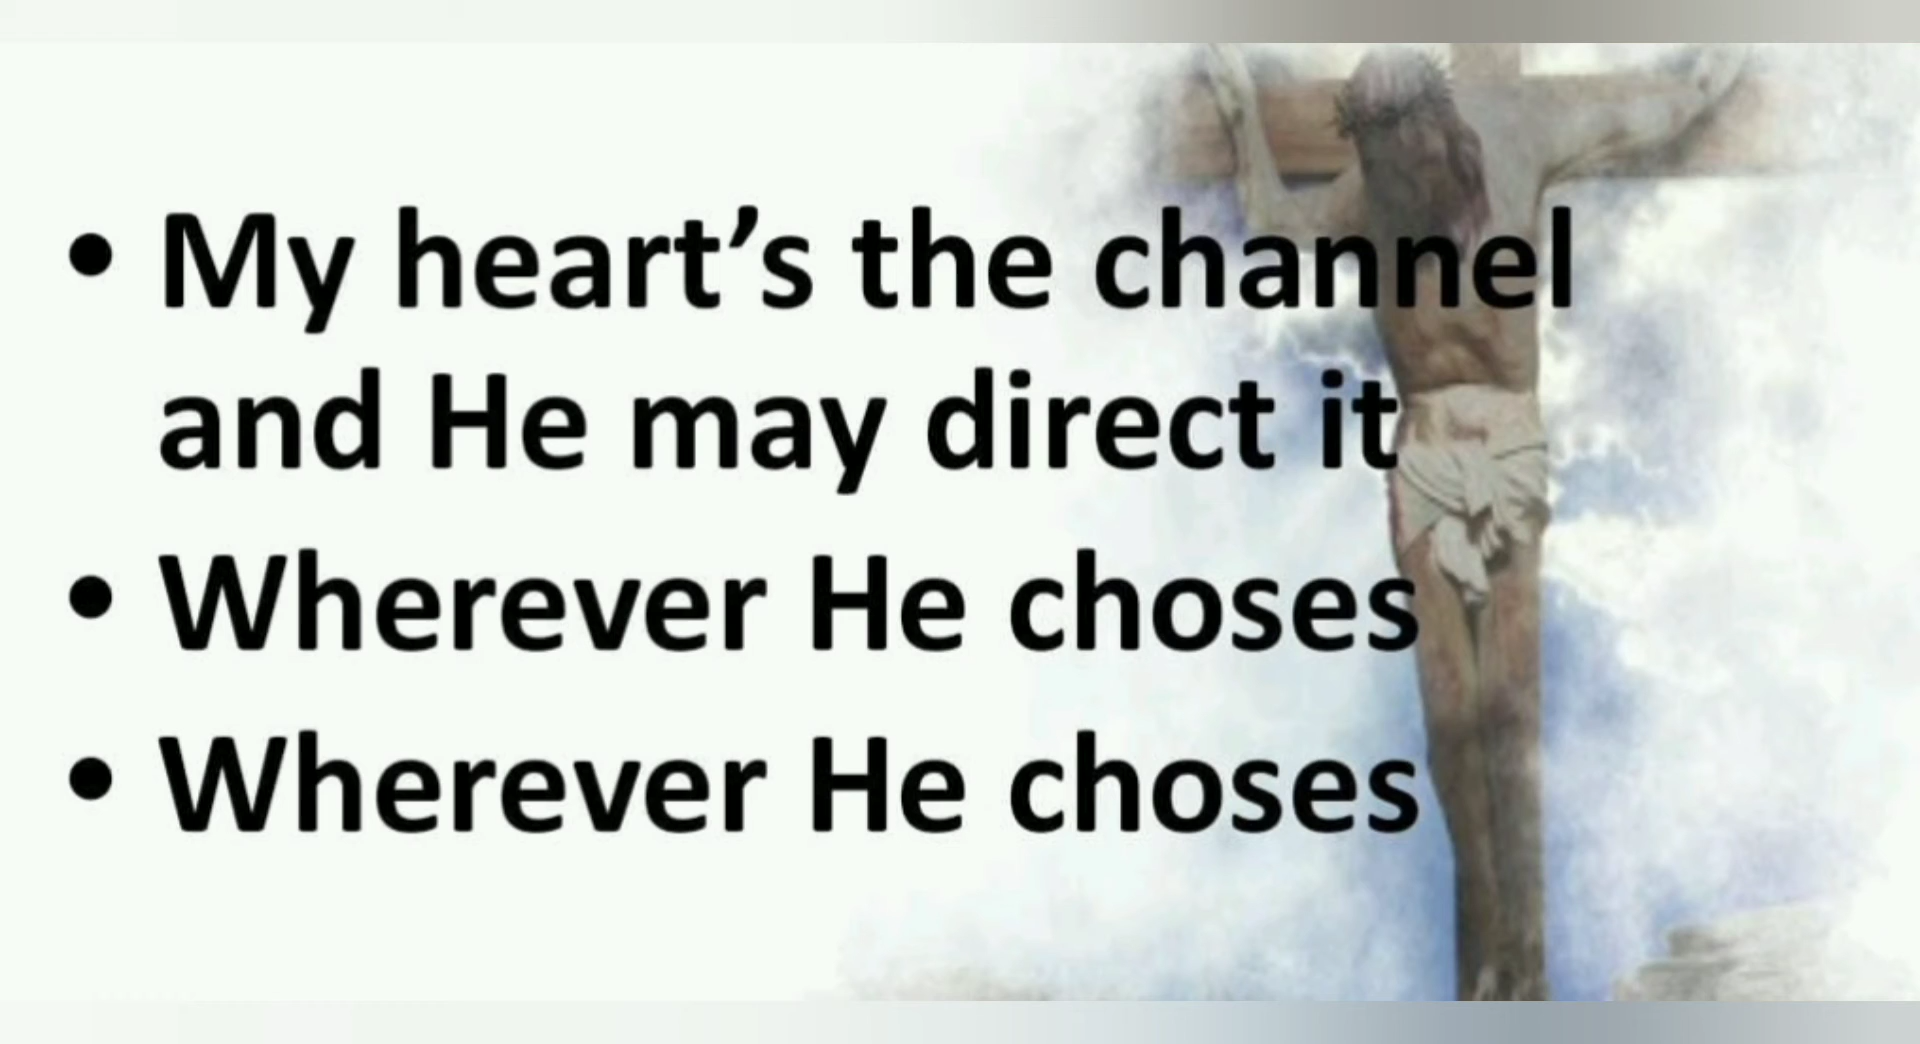 • My heart’s the channel
and He may direct it
• Wherever He choses
• Wherever He choses